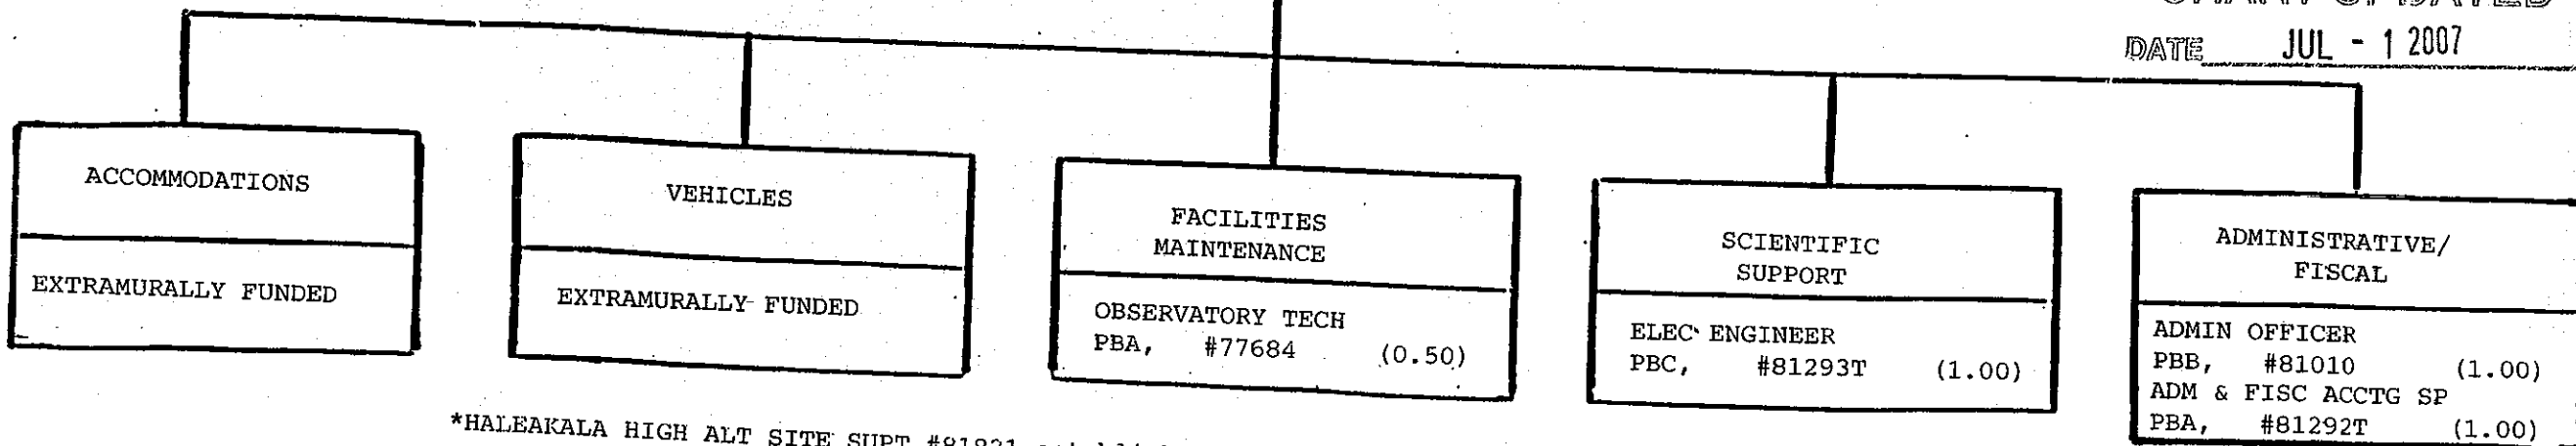 DATE JUL - 1 2007
ACCOMMODATIONS
EXTRAMURALLY FUNDED
VEHICLES
EXTRAMURALLY FUNDED
FACILITIES
MAINTENANCE
OBSERVATORY TECH
PBA, #77684 (0.50)
SCIENTIFIC
SUPPORT
ELEC ENGINEER
PBC, #81293T (1.00)
ADMINISTRATIVE/
FISCAL
ADMIN OFFICER
PBB, #81010 (1.00)
ADM & FISC ACCTG SP
PBA, #81292T (1.00)
*HALEAKALA HIGH ALT SITE SUPT